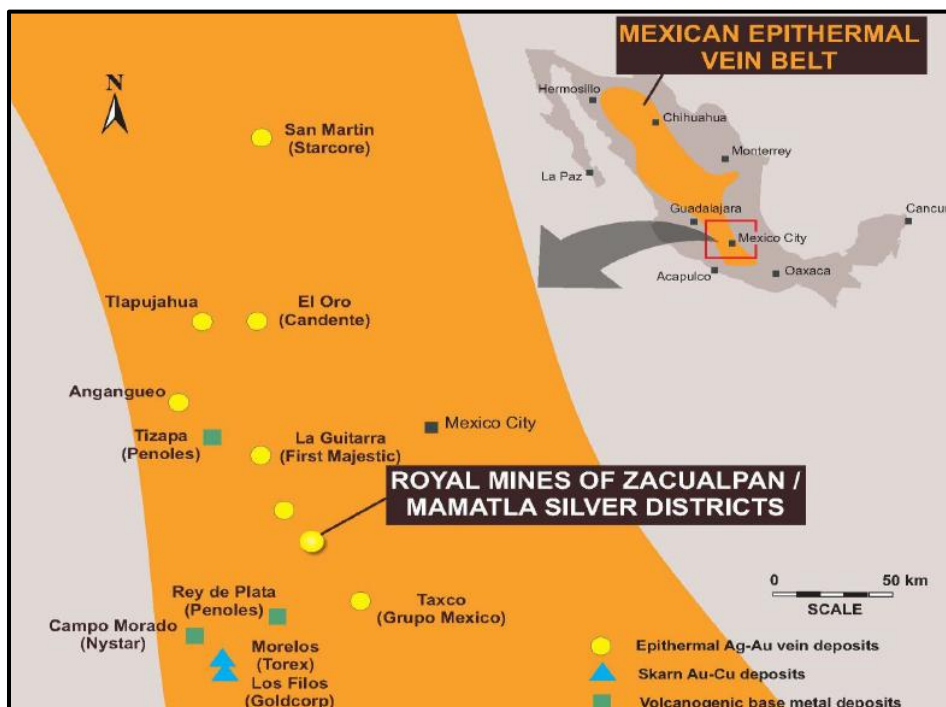 MEXICAN EPITHERMAL
VEIN BELT
N
Hermosillo
Chihuahua
Monterrey
La Paz
Guadalajara
Cancun
Mexico City
Acapulco
Oaxaca
San Martin
(Starcore)
Tlapujahua
El Oro
(Candente)
Angangueo
Tizapa
(Penoles)
La Guitarra
(First Majestic)
Mexico City
ROYAL MINES OF ZACUALPAN /
MAMATLA SILVER DISTRICTS
Rey de Plata
(Penoles)
Taxco
(Grupo Mexico)
Campo Morado
(Nystar)
Morelos
(Torex)
Los Filos
(Goldcorp)
0 50 km
SCALE
Epithermal Ag-Au vein deposits
Skarn Au-Cu deposits
Volcanogenic base metal deposits